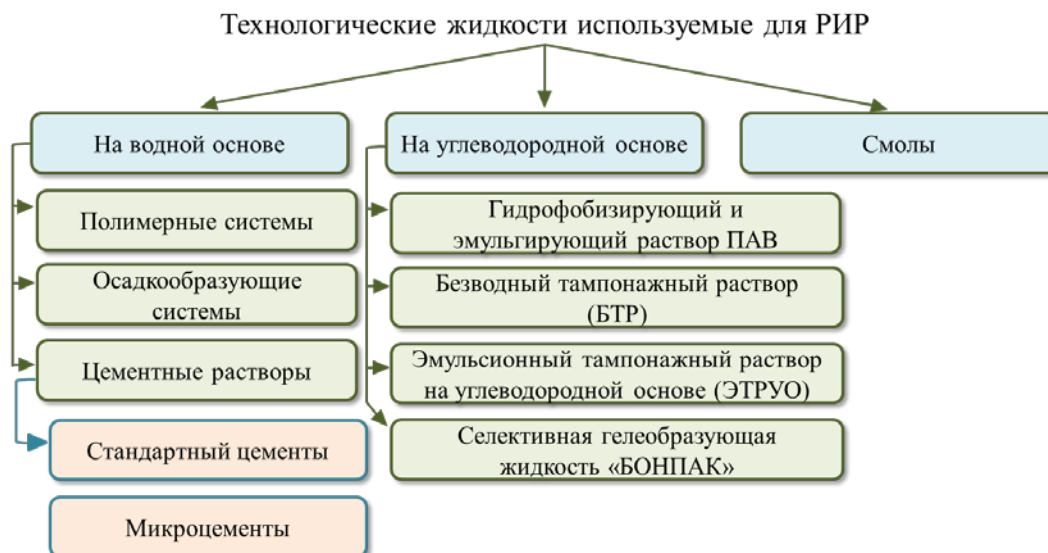 Технологические жидкости используемые для РИР
На водной основе
На углеводородной основе
Смолы
Полимерные системы
Осадкообразующие
системы
Цементные растворы
Стандартный цементы
Микроцементы
Гидрофобизирующий и
эмульгирующий раствор ПАВ
Безводный тампонажный раствор
(БТР)
Эмульсионный тампонажный раствор
на углеводородной основе (ЭТРУО)
Селективная гелеобразующая
жидкость «БОНПАК»